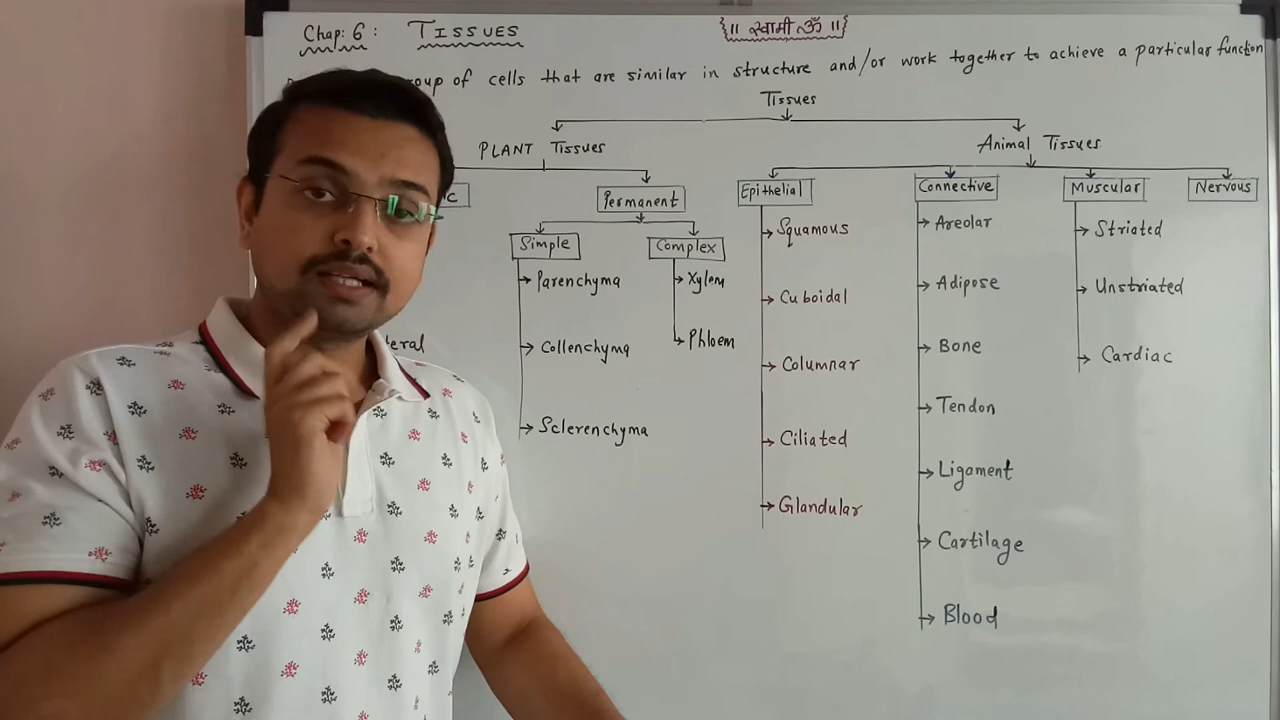 Chap: 6 : TISSUES
{॥ स्वामी ॐ ॥}
of cells that are similar in structure and/or work together to achieve a particular function
Tissues
PLANT Tissues
Animal Tissues
Permanent
Epithelial
Connective
Muscular
Nervous
Simple
Complex
Parenchyma
Collenchyma
Sclerenchyma
Xylem
Phloem
Squamous
Cuboidal
Columnar
Ciliated
Glandular
Areolar
Adipose
Bone
Tendon
Ligament
Cartilage
Blood
Striated
Unstriated
Cardiac